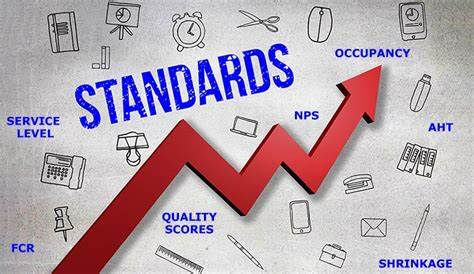 OCCUPANCY
STANDARDS
SERVICE
LEVEL
NPS
AHT
QUALITY
SCORES
FCR
SHRINKAGE